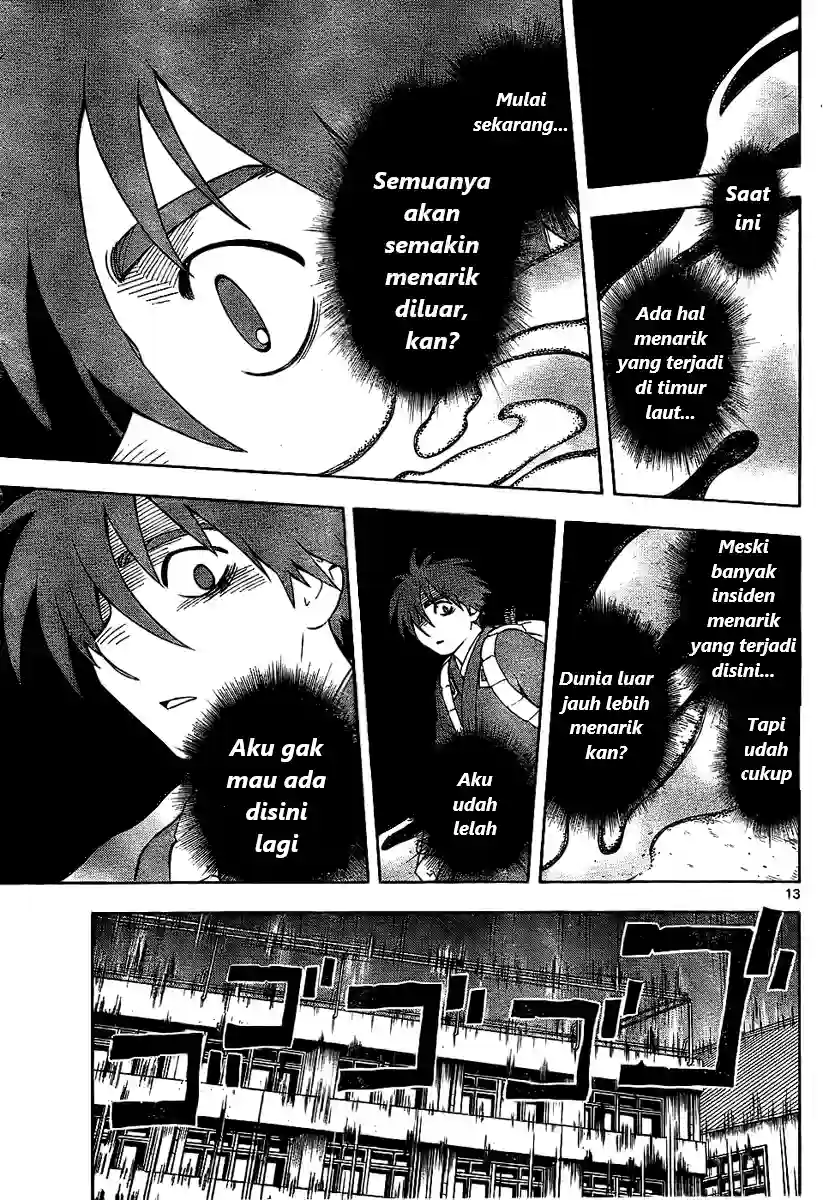 Saat
ini
Ada hal
menarik
yang terjadi
di timur
laut...
Mulai
sekarang...
Semuanya
akan
semakin
menarik
diluar,
kan?
Meski
banyak
insiden
menarik
yang terjadi
disini...
Tapi
udah
cukup
Dunia luar
jauh lebih
menarik
kan?
Aku
udah
lelah
Aku gak
mau ada
disini
lagi
13
ゴゴゴゴ